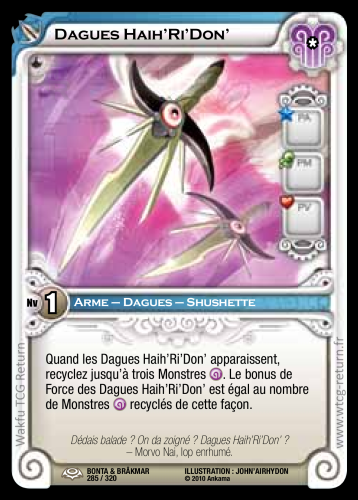 Dagues Haih'Ri'Don'
*
PA
PM
PV
Nv 1
Arme – Dagues – Shushette
Quand les Dagues Haih'Ri'Don' apparaissent,
recyclez jusqu'à trois Monstres . Le bonus de
Force des Dagues Haih'Ri'Don' est égal au nombre
de Monstres recyclés de cette façon.
Dédais balade ? On da zoigné ? Dagues Haih'Ri'Don' ?
– Morvo Nai, Iop enrhumé.
BONTA & BRÂKMAR
285 / 320
ILLUSTRATION : JOHN'AIRHYDON
© 2010 Ankama
Wakfu TCG Return
www.wtcg-return.fr